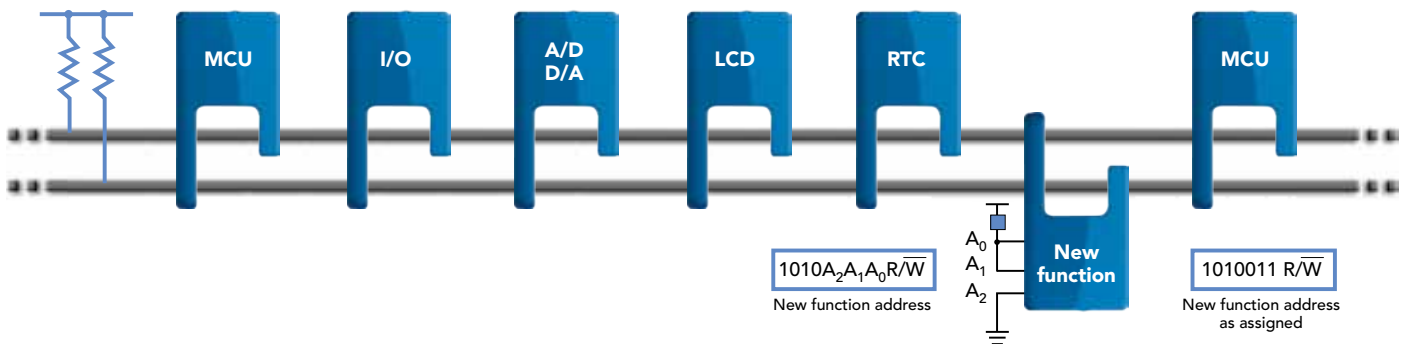 MCU
I/O
A/D
D/A
LCD
RTC
MCU
A₀
A₁
A₂
New
function
1010A₂A₁A₀R/W̅
New function address
1010011 R/W̅
New function address
as assigned